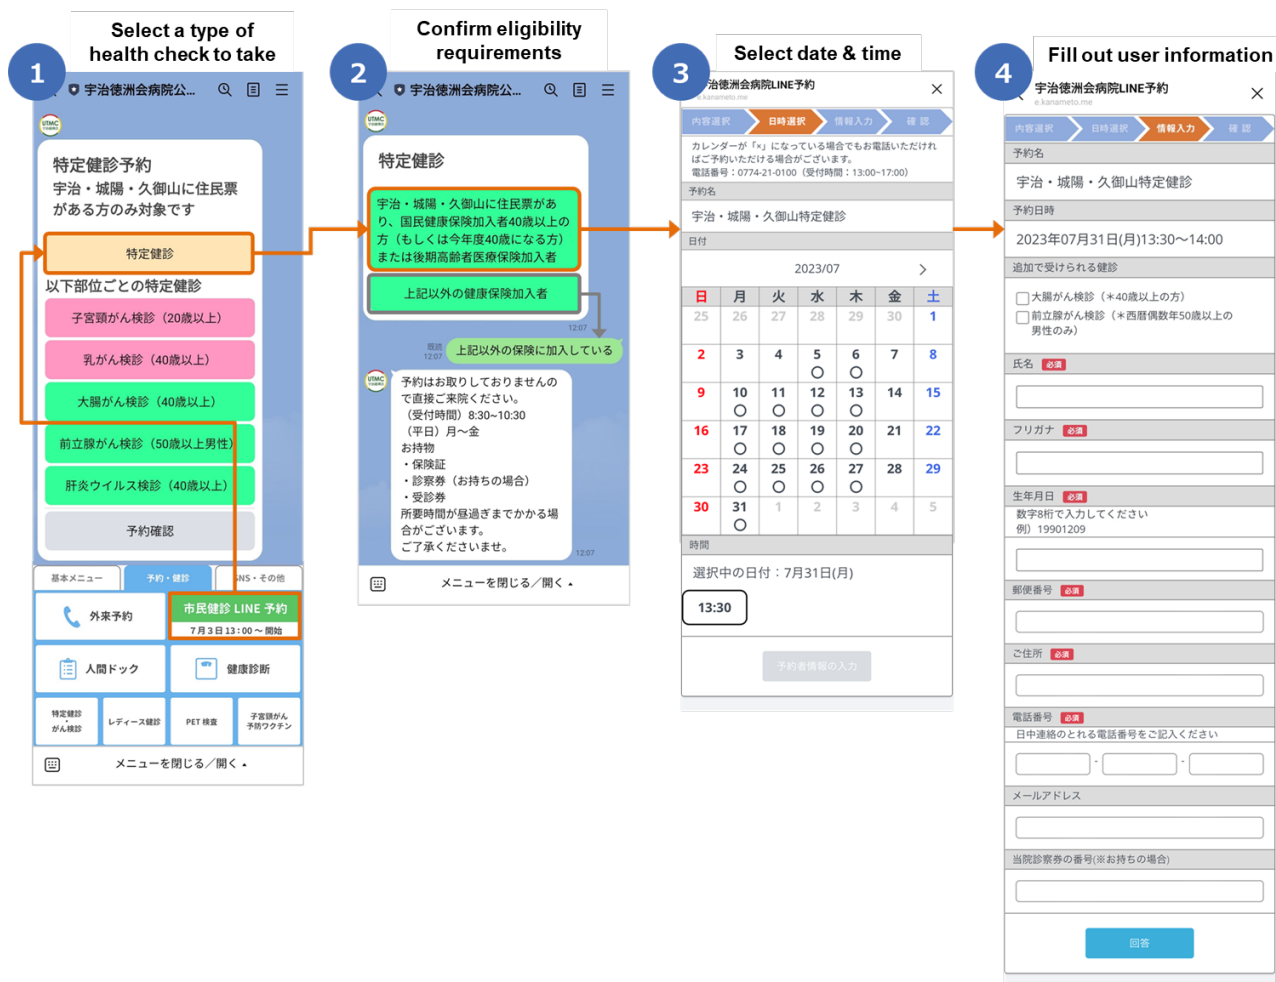 Select a type of
health check to take
1
宇治徳洲会病院公...
UTMC
特定健診予約
宇治・城陽・久御山に住民票
がある方のみ対象です
特定健診
以下部位ごとの特定健診
子宮頸がん検診（20歳以上）
乳がん検診（40歳以上）
大腸がん検診（40歳以上）
前立腺がん検診（50歳以上男性）
肝炎ウイルス検診（40歳以上）
予約確認
基本メニュー
予約・健診
SNS・その他
外来予約
市民健診 LINE 予約
7月3日13：00～開始
人間ドック
健康診断
特定健診
・
がん検診
レディース健診
PET 検査
子宮頸がん
予防ワクチン
メニューを閉じる／開く
Confirm eligibility
requirements
2
宇治徳洲会病院公...
UTMC
特定健診
宇治・城陽・久御山に住民票があ
り、国民健康保険加入者40歳以上の
方（もしくは今年度40歳になる方）
または後期高齢者医療保険加入者
上記以外の健康保険加入者
12:07
既読
12:07
上記以外の保険に加入している
UTMC
予約はお取りしておりませんの
で直接ご来院ください。
（受付時間）8:30~10:30
（平日）月～金
お持物
・保険証
・診察券（お持ちの場合）
・受診券
所要時間が昼過ぎまでかかる場
合がございます。
ご了承くださいませ。
12:07
メニューを閉じる／開く
Select date & time
3
治徳洲会病院LINE予約
e.kanameto.me
内容選択 日時選択 情報入力 確 認
カレンダーが「×」になっている場合でもお電話いただけれ
ばご予約いただける場合がございます。
電話番号：0774-21-0100（受付時間：13:00~17:00）
予約名
宇治・城陽・久御山特定健診
日付
2023/07
日 月 火 水 木 金 土
25 26 27 28 29 30 1
2 3 4 5 6 7 8
9 10 11 12 13 14 15
16 17 18 19 20 21 22
23 24 25 26 27 28 29
30 31 1 2 3 4 5
時間
選択中の日付：7月31日(月)
13:30
予約者情報の入力
Fill out user information
4
宇治徳洲会病院LINE予約
e.kanameto.me
内容選択 日時選択 情報入力 確 認
予約名
宇治・城陽・久御山特定健診
予約日時
2023年07月31日(月)13:30～14:00
追加で受けられる健診
大腸がん検診（＊40歳以上の方）
前立腺がん検診（＊西暦偶数年50歳以上の
男性のみ）
氏名 必須
フリガナ 必須
生年月日 必須
数字8桁で入力してください
例）19901209
郵便番号 必須
ご住所 必須
電話番号 必須
日中連絡のとれる電話番号をご記入ください
- -
メールアドレス
当院診察券の番号(※お持ちの場合)
回答